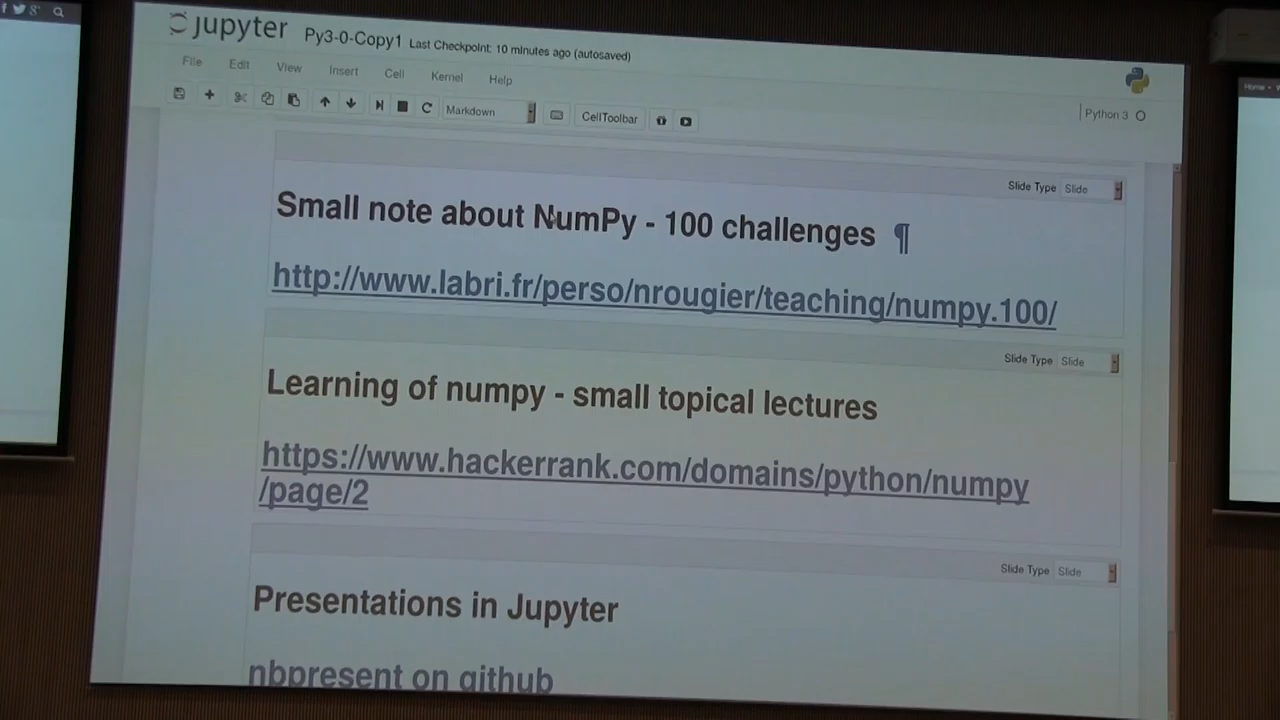 jupyter Py3-0-Copy1 Last Checkpoint: 10 minutes ago (autosaved)
File Edit View Insert Cell Kernel Help
Markdown CellToolbar
Python 3
Home
Slide Type Slide
Small note about NumPy - 100 challenges ¶
http://www.labri.fr/perso/nrougier/teaching/numpy.100/
Slide Type Slide
Learning of numpy - small topical lectures
https://www.hackerrank.com/domains/python/numpy
/page/2
Slide Type Slide
Presentations in Jupyter
nbpresent on github